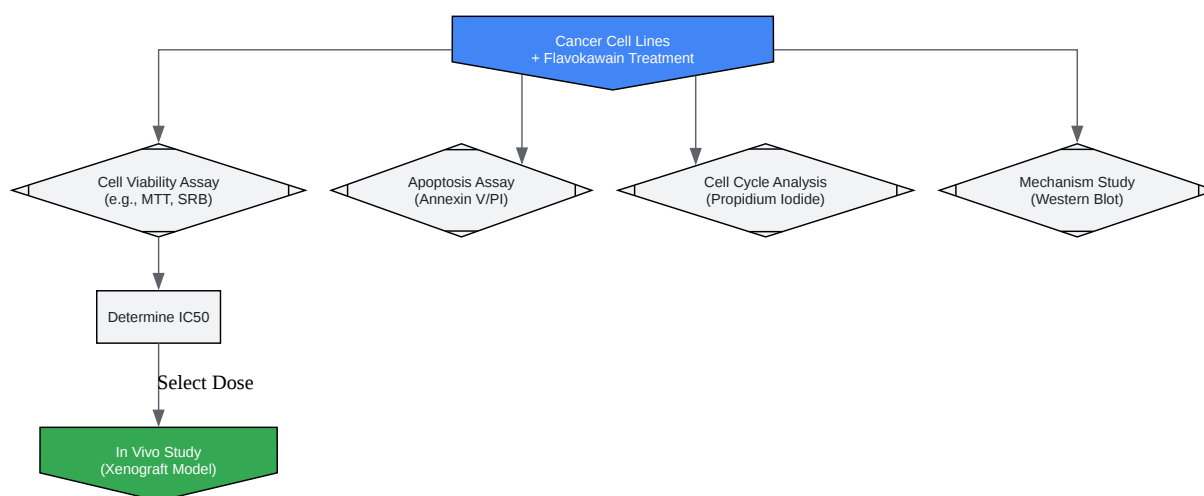 Cancer Cell Lines
+ Flavokawain Treatment
Cell Viability Assay
(e.g., MTT, SRB)
Apoptosis Assay
(Annexin V/PI)
Cell Cycle Analysis
(Propidium Iodide)
Mechanism Study
(Western Blot)
Determine IC50
Select Dose
In Vivo Study
(Xenograft Model)